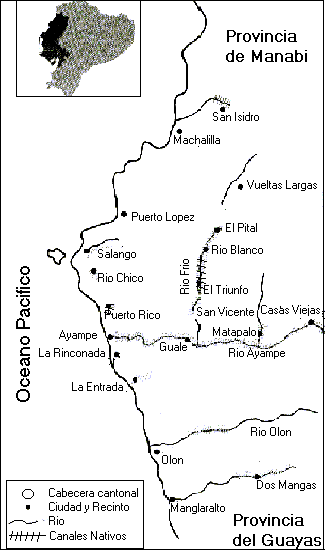 Provincia
de Manabi
San Isidro
Machalilla
Vueltas Largas
Puerto Lopez
El Pital
Rio Blanco
Salango
Rio Chico
Rio Frio
El Triunfo
Puerto Rico
San Vicente
Casas Viejas
Oceano Pacifico
Ayampe
Matapalo
La Rinconada
Guale
Rio Ayampe
La Entrada
Rio Olon
Olon
Dos Mangas
Manglaralto
Cabecera cantonal
Ciudad y Recinto
Rio
Canales Nativos
Provincia
del Guayas